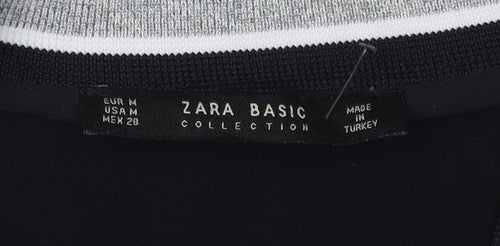 EUR M
USA M
MEX 28
ZARA BASIC
COLLECTION
MADE
IN
TURKEY